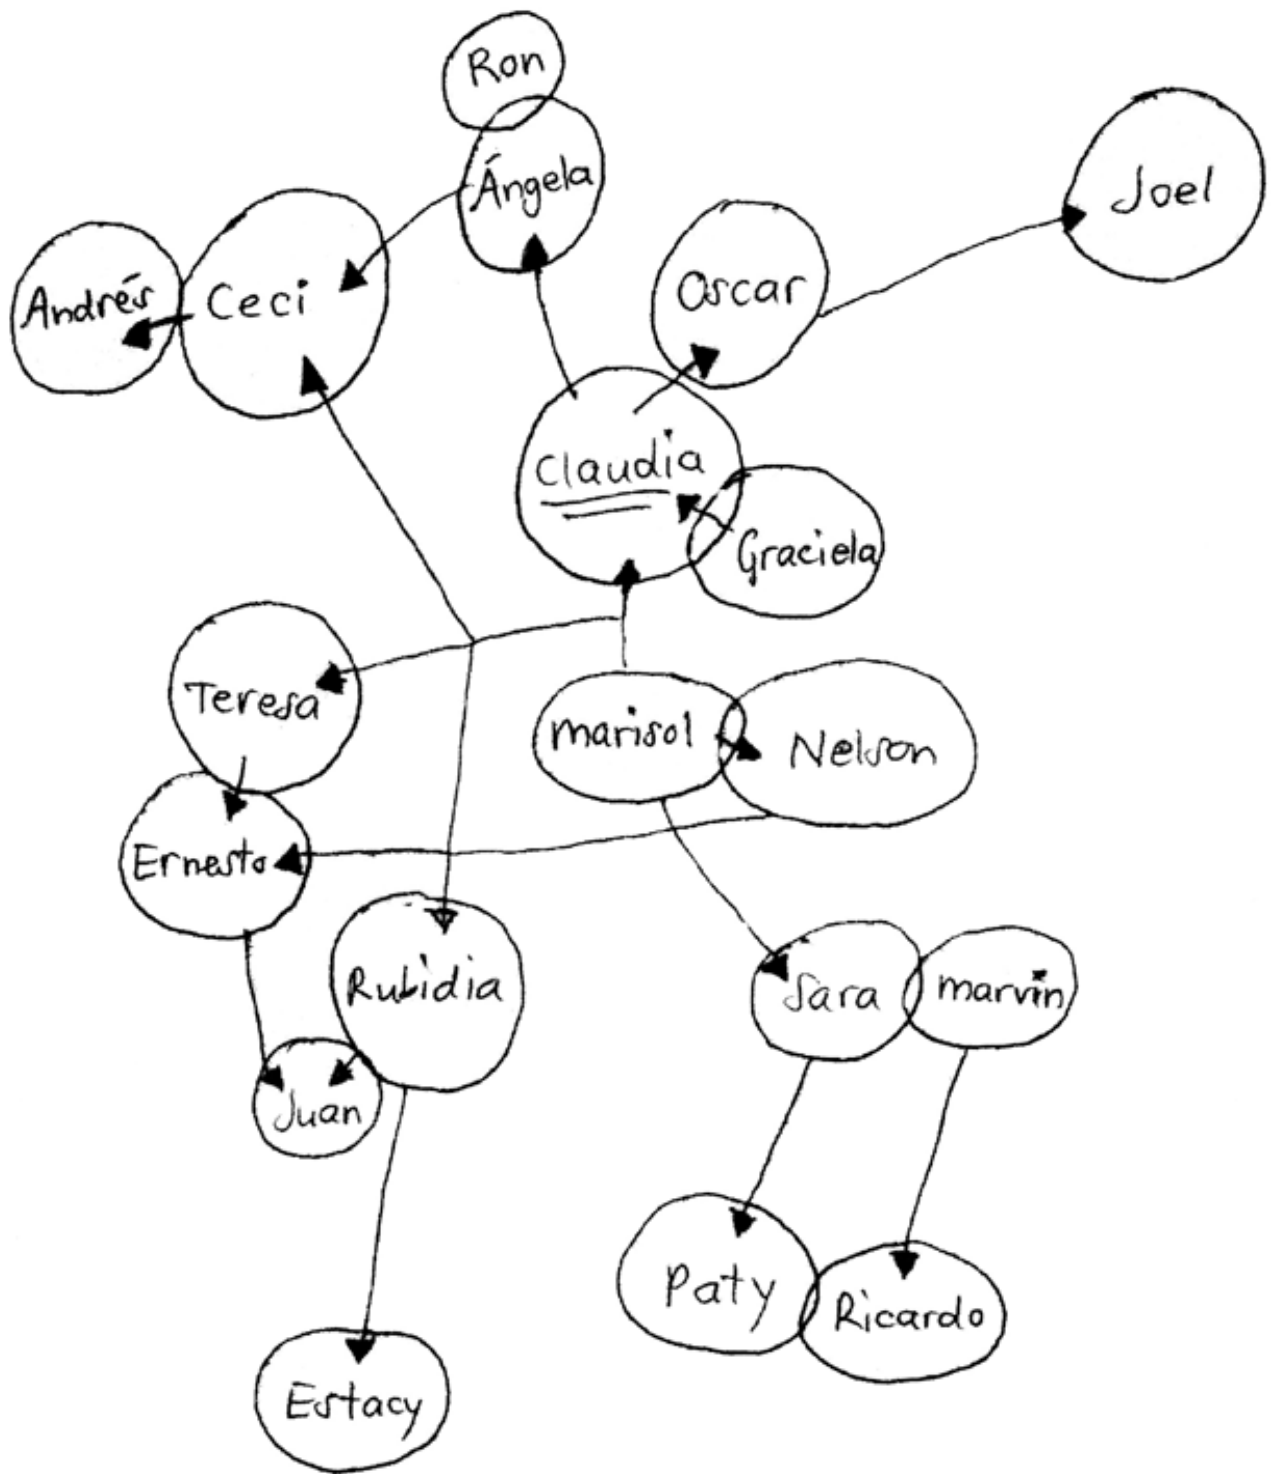 Ron
Ángela
Joel
Oscar
Andrés
Ceci
Claudia
Graciela
Teresa
marisol
Nelson
Ernesto
Rubidia
Sara
marvin
Juan
Paty
Ricardo
Estacy